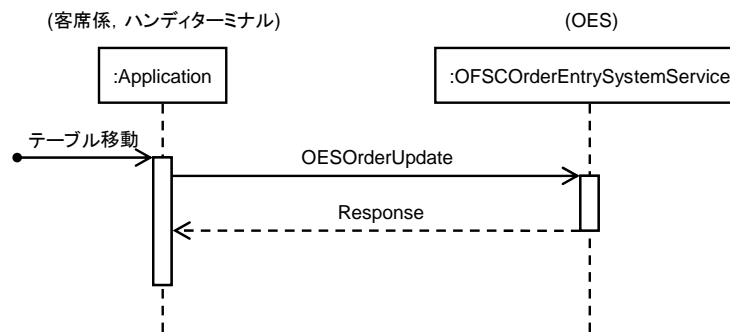 (客席係, ハンディターミナル)
(OES)
:Application
:OFSCOrderEntrySystemService
テーブル移動
OESOrderUpdate
Response